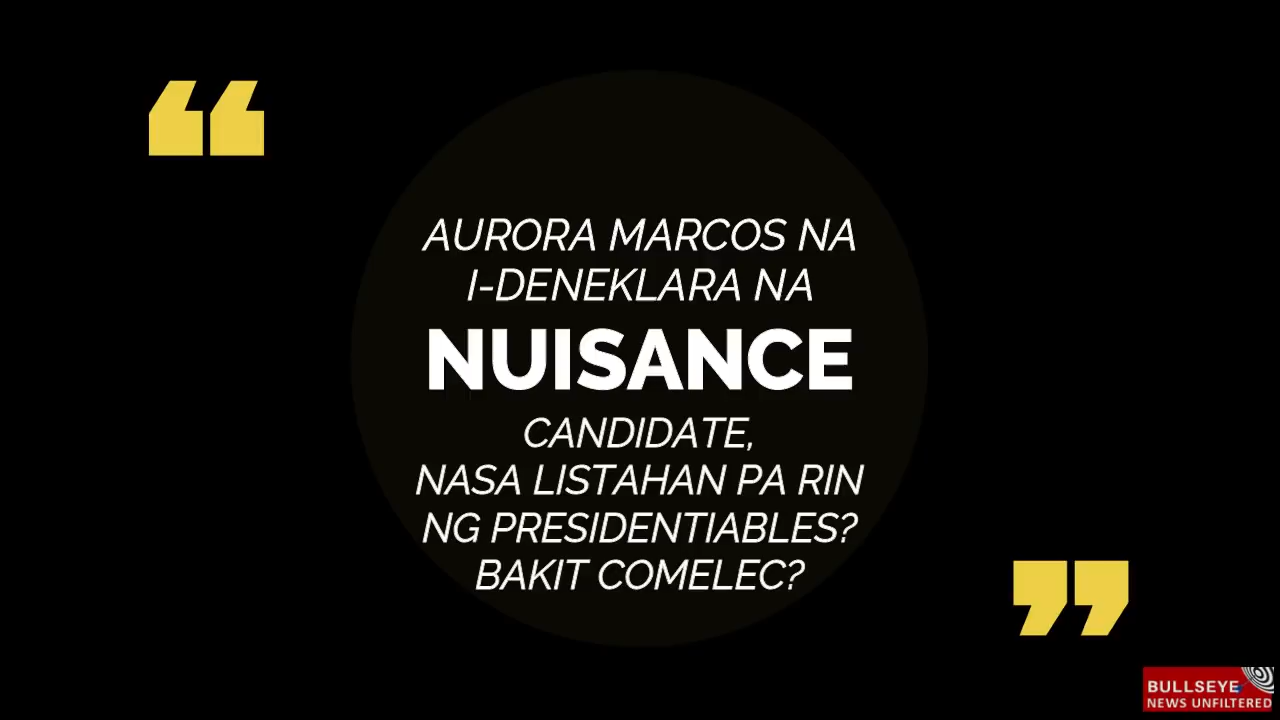 AURORA MARCOS NA
I-DENEKLARA NA
NUISANCE
CANDIDATE,
NASA LISTAHAN PA RIN
NG PRESIDENTIABLES?
BAKIT COMELEC?
BULLSEYE
NEWS UNFILTERED